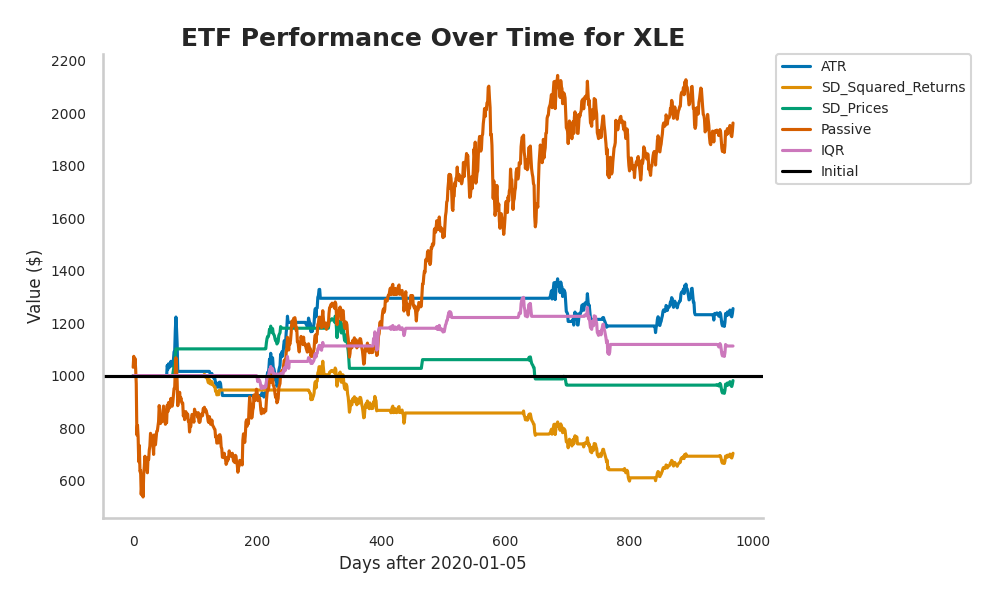 ETF Performance Over Time for XLE
2200
2000
1800
1600
1400
1200
1000
800
600
Value ($)
0
200
400
600
800
1000
Days after 2020-01-05
ATR
SD_Squared_Returns
SD_Prices
Passive
IQR
Initial